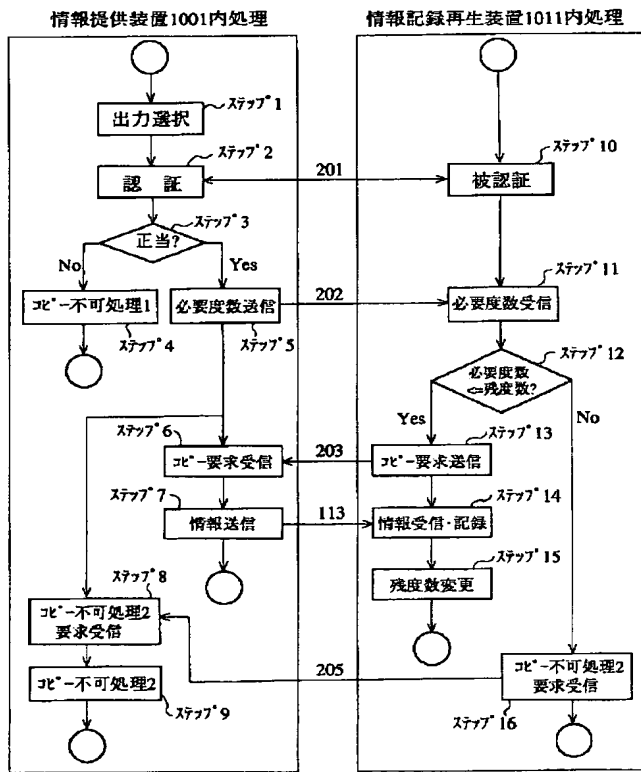 情報提供装置1001内処理
ステップ1
出力選択
ステップ2
認 証
ステップ3
正当?
No
Yes
コピー不可処理1
ステップ4
必要度数送信
ステップ5
ステップ6
コピー要求受信
ステップ7
情報送信
ステップ8
コピー不可処理2
要求受信
コピー不可処理2
ステップ9
201
202
203
113
205
情報記録再生装置1011内処理
ステップ10
被認証
ステップ11
必要度数受信
ステップ12
必要度数
<=残度数?
Yes
No
ステップ13
コピー要求送信
ステップ14
情報受信・記録
ステップ15
残度数変更
コピー不可処理2
要求受信
ステップ16